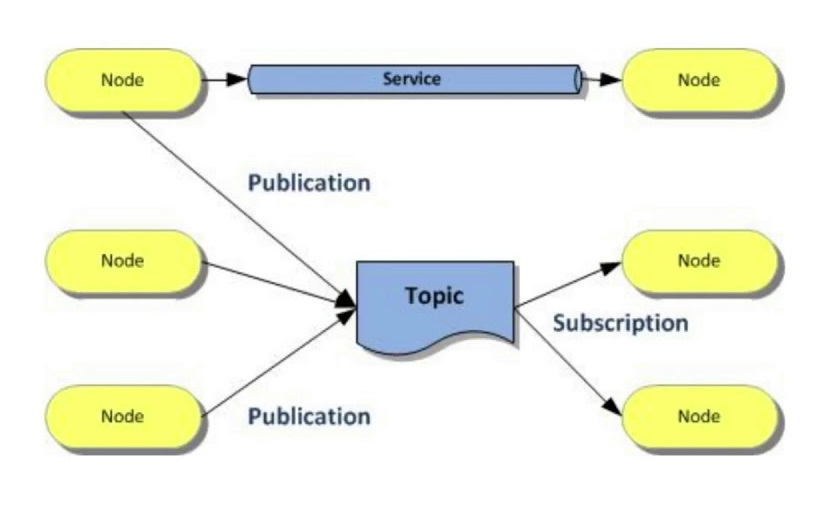 Node
Service
Node
Publication
Node
Topic
Node
Subscription
Node
Publication
Node